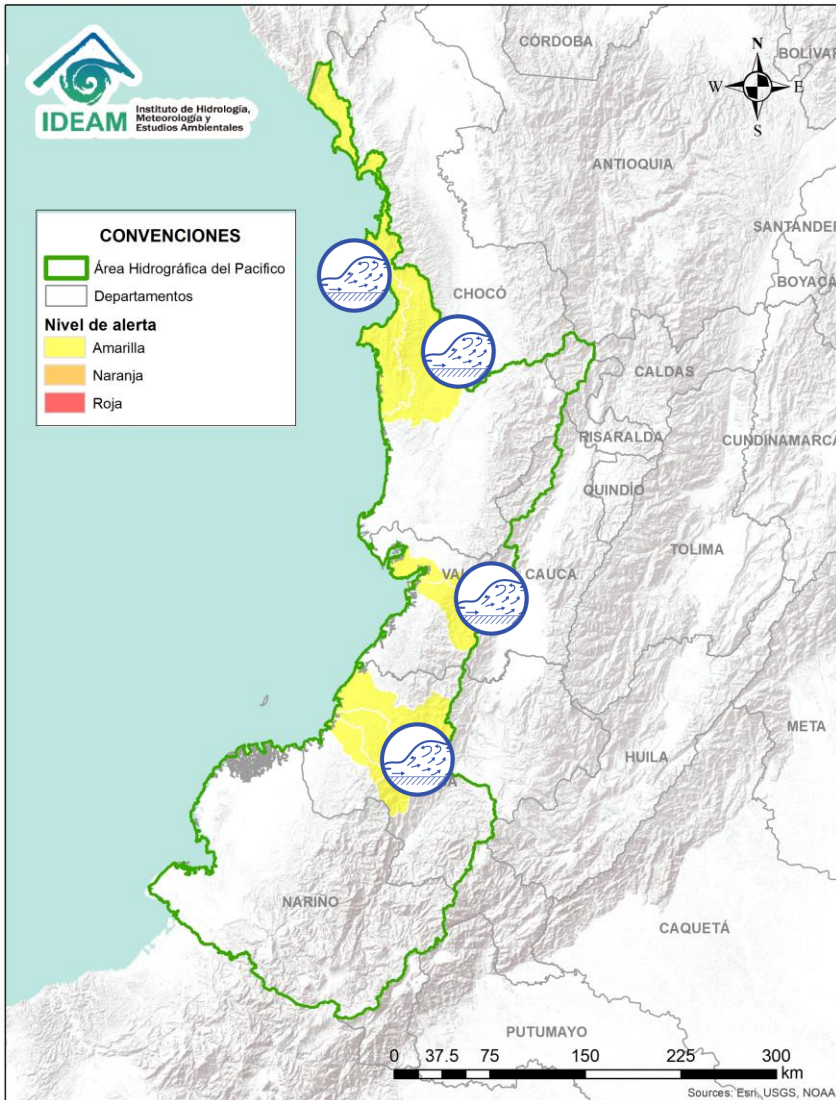 IDEAM
Instituto de Hidrología,
Meteorología y
Estudios Ambientales
CÓRDOBA
BOLÍVAR
N
W
E
S
ANTIOQUIA
SANTANDER
BOYACÁ
CONVENCIONES
Área Hidrográfica del Pacifico
Departamentos
Nivel de alerta
Amarilla
Naranja
Roja
CHOCÓ
CALDAS
RISARALDA
CUNDINAMARCA
QUINDÍO
TOLIMA
CAUCA
META
HUILA
NARIÑO
CAQUETÁ
PUTUMAYO
0 37.5 75 150 225 300
km
Sources: Esri, USGS, NOAA